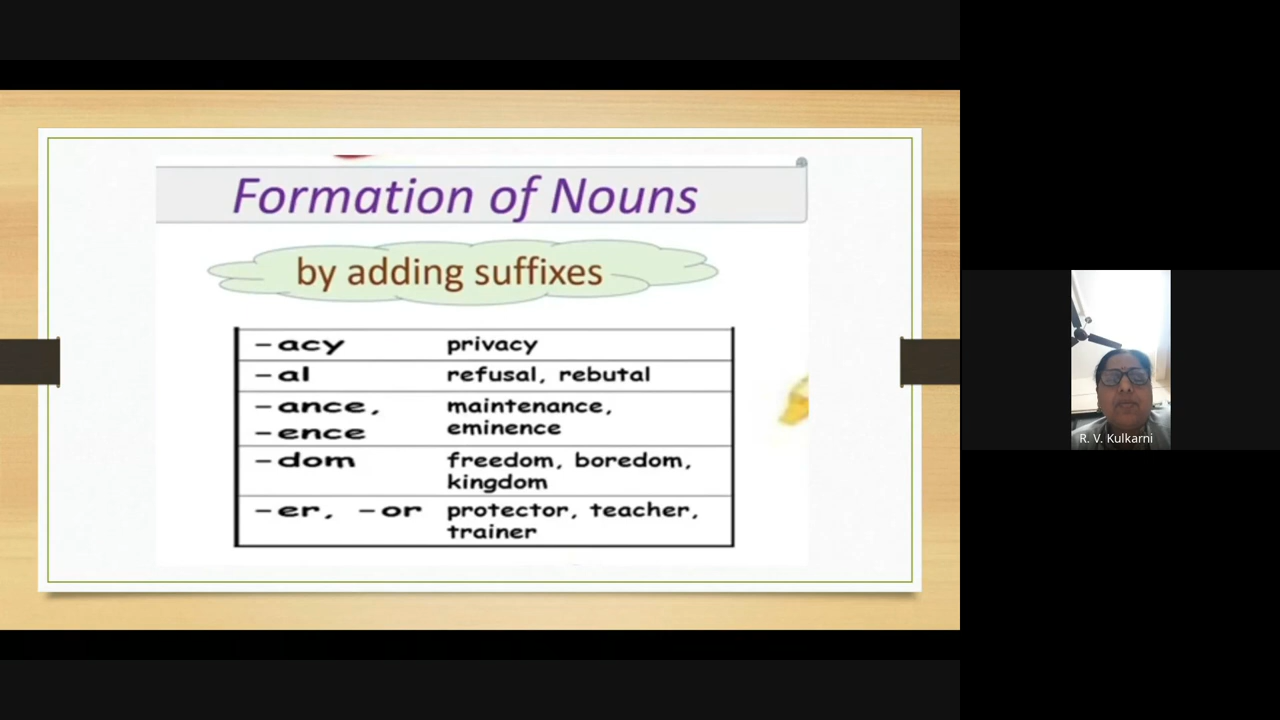 Formation of Nouns
by adding suffixes
-acy privacy
-al refusal, rebutal
-ance, maintenance,
-ence eminence
-dom freedom, boredom,
kingdom
-er, -or protector, teacher,
trainer
R. V. Kulkarni